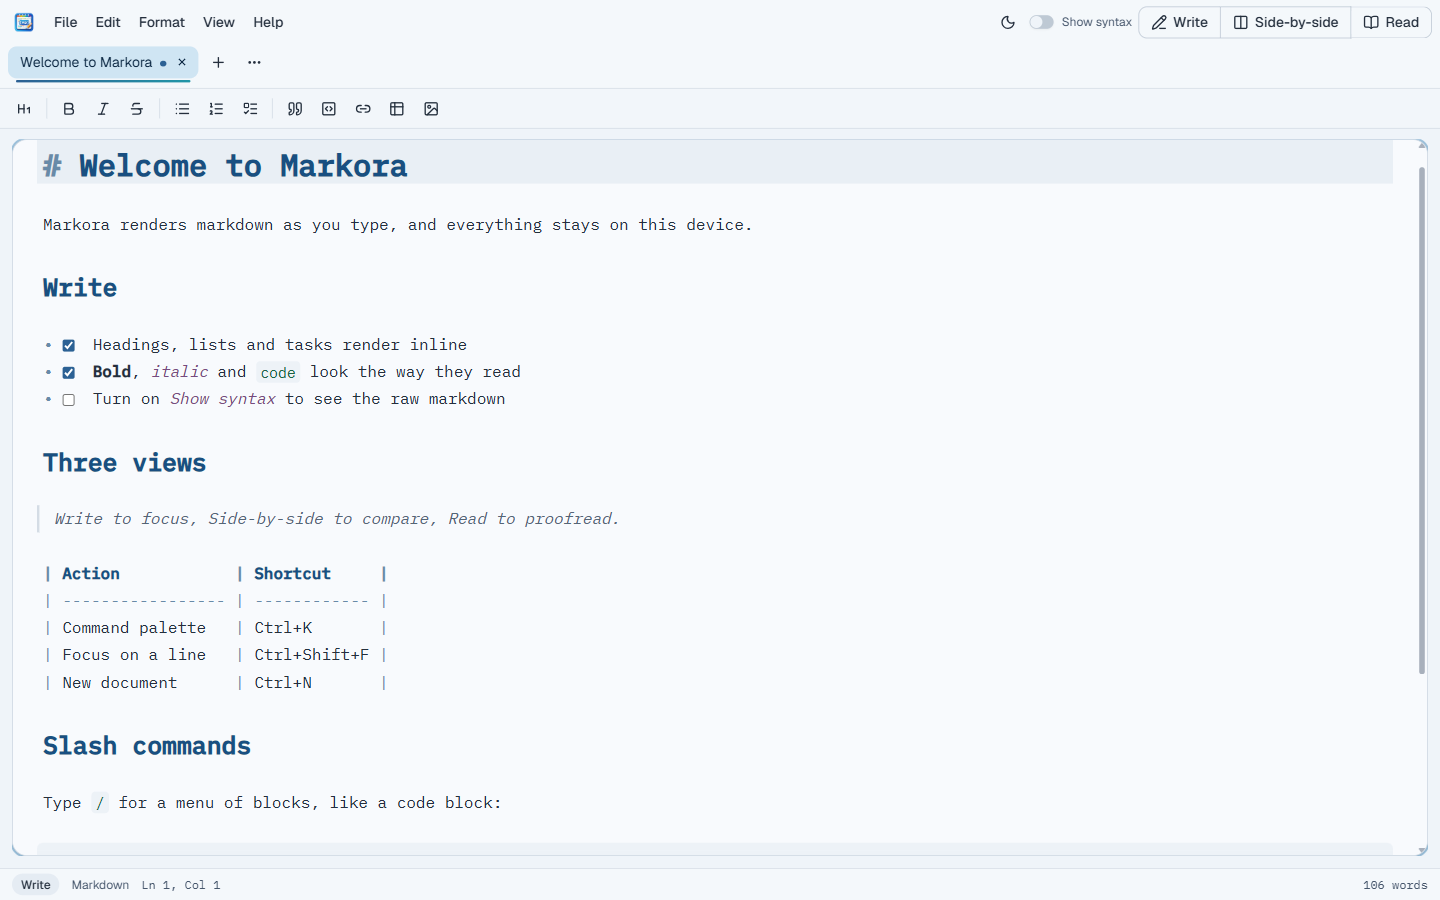 File Edit Format View Help Show syntax Write Side-by-side Read
Welcome to Markora
H1
# Welcome to Markora
Markora renders markdown as you type, and everything stays on this device.
Write
• Headings, lists and tasks render inline
• Bold, italic and code look the way they read
• Turn on Show syntax to see the raw markdown
Three views
Write to focus, Side-by-side to compare, Read to proofread.
| Action | Shortcut |
| ----------------- | ------------ |
| Command palette | Ctrl+K |
| Focus on a line | Ctrl+Shift+F |
| New document | Ctrl+N |
Slash commands
Type / for a menu of blocks, like a code block:
Write Markdown Ln 1, Col 1 106 words